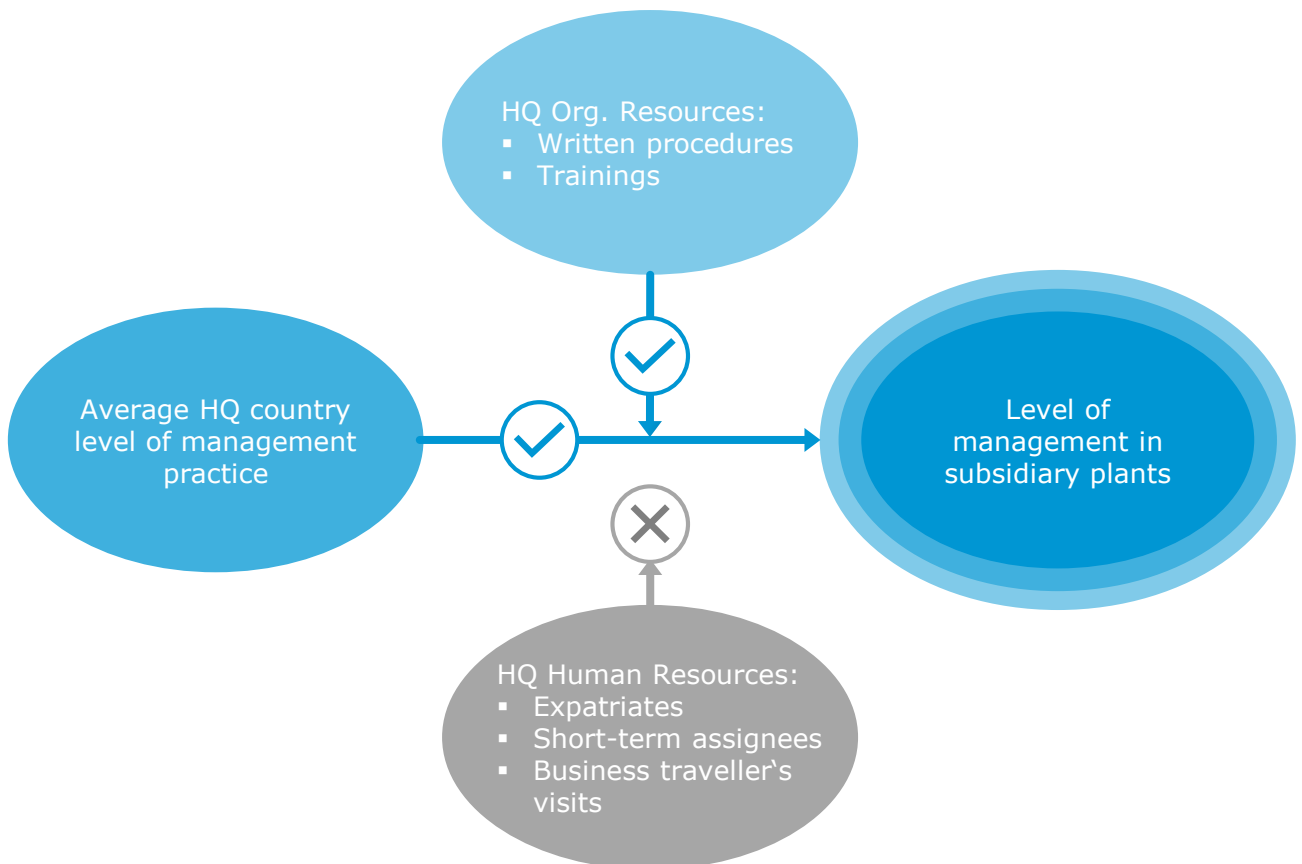 HQ Org. Resources:
▪ Written procedures
▪ Trainings
Average HQ country
level of management
practice
Level of
management in
subsidiary plants
HQ Human Resources:
▪ Expatriates
▪ Short-term assignees
▪ Business traveller‘s
visits